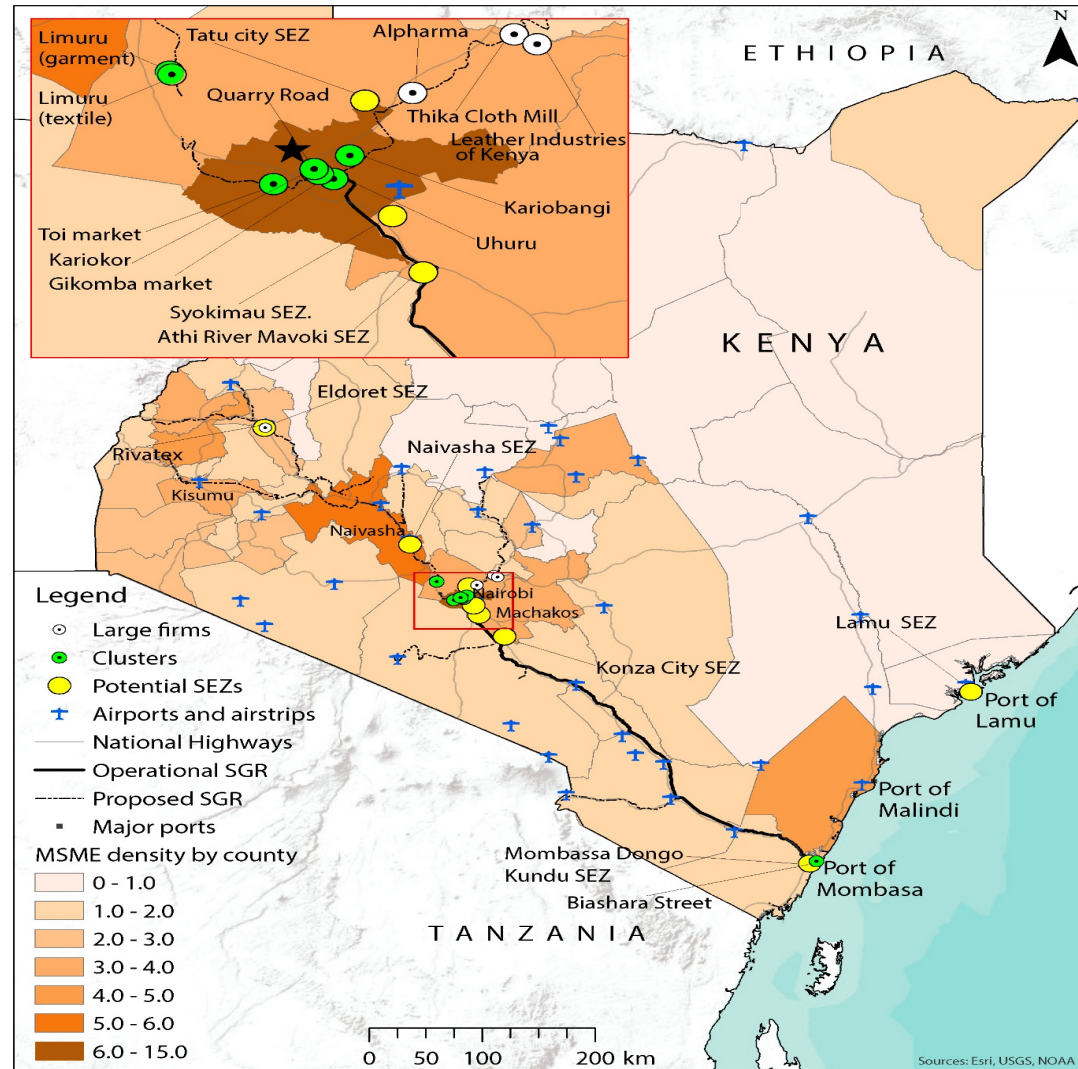 Limuru
(garment)
Tatu city SEZ
Alpharma
Limuru
(textile)
Quarry Road
Thika Cloth Mill
Leather Industries
of Kenya
Kariobangi
Toi market
Uhuru
Kariokor
Gikomba market
Syokimau SEZ.
Athi River Mavoki SEZ
N
ETHIOPIA
KENYA
Eldoret SEZ
Rivatex
Naivasha SEZ
Kisumu
Naivasha
Nairobi
Machakos
Lamu SEZ
Konza City SEZ
Port of
Lamu
Port of
Malindi
Mombassa Dongo
Kundu SEZ
Port of
Mombasa
Biashara Street
TANZANIA
Legend
Large firms
Clusters
Potential SEZs
Airports and airstrips
National Highways
Operational SGR
Proposed SGR
Major ports
MSME density by county
0 - 1.0
1.0 - 2.0
2.0 - 3.0
3.0 - 4.0
4.0 - 5.0
5.0 - 6.0
6.0 - 15.0
0 50 100 200 km
Sources: Esri, USGS, NOAA